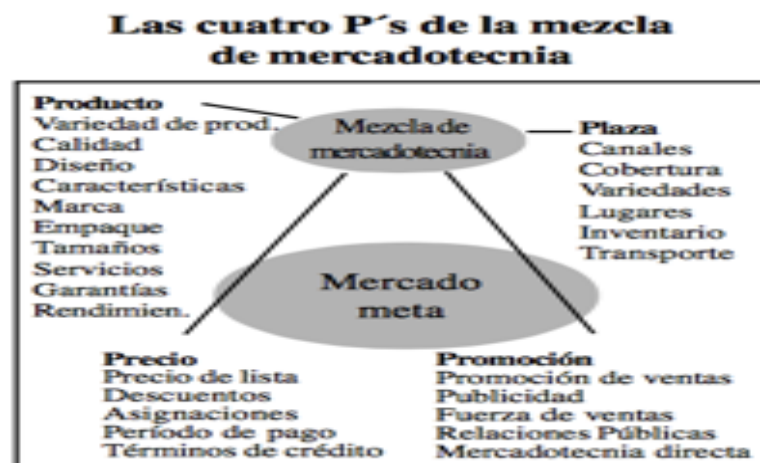 Las cuatro P´s de la mezcla
de mercadotecnia
Producto
Variedad de prod.
Calidad
Diseño
Características
Marca
Empaque
Tamaños
Servicios
Garantías
Rendimien.
Mezcla de
mercadotecnia
Plaza
Canales
Cobertura
Variedades
Lugares
Inventario
Transporte
Mercado
meta
Precio
Precio de lista
Descuentos
Asignaciones
Período de pago
Términos de crédito
Promoción
Promoción de ventas
Publicidad
Fuerza de ventas
Relaciones Públicas
Mercadotecnia directa